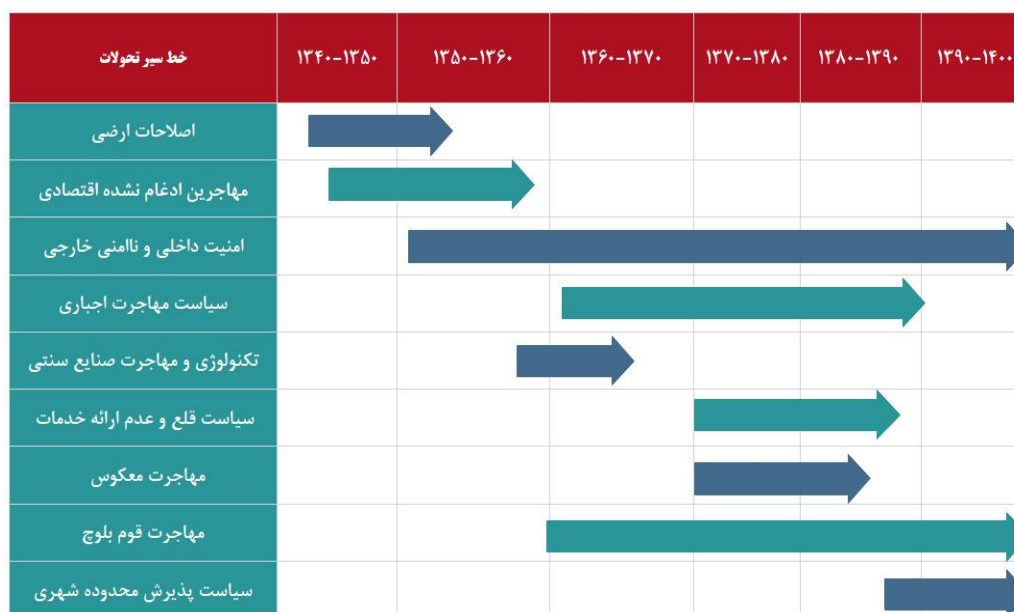 خط سیر تحولات
۱۳۴۰-۱۳۵۰
۱۳۵۰-۱۳۶۰
۱۳۶۰-۱۳۷۰
۱۳۷۰-۱۳۸۰
۱۳۸۰-۱۳۹۰
۱۳۹۰-۱۴۰۰
اصلاحات ارضی
مهاجرین ادغام نشده اقتصادی
امنیت داخلی و ناامنی خارجی
سیاست مهاجرت اجباری
تکنولوژی و مهاجرت صنایع سنتی
سیاست قلع و عدم ارائه خدمات
مهاجرت معکوس
مهاجرت قوم بلوچ
سیاست پذیرش محدوده شهری